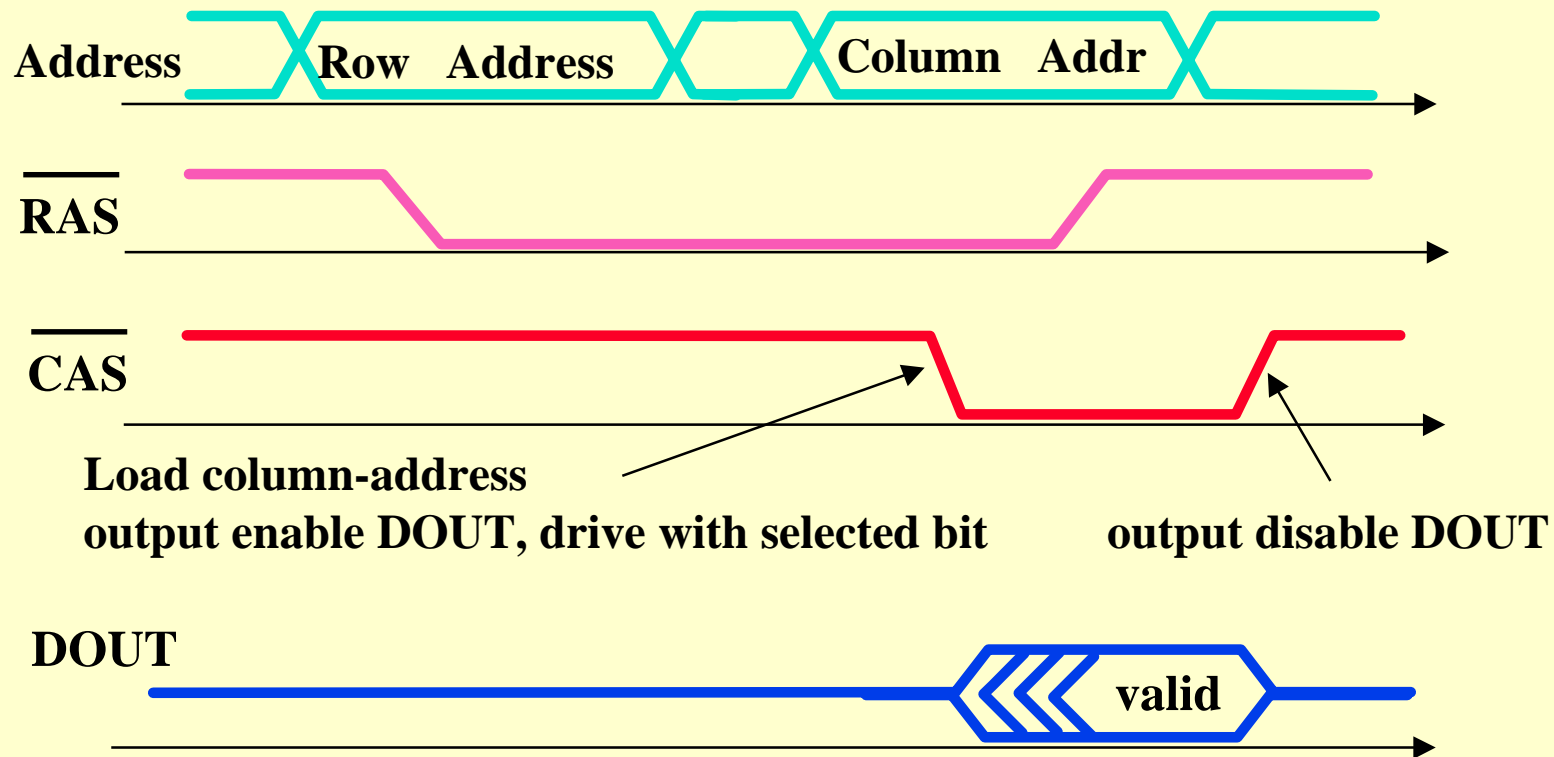 Address
Row Address
Column Addr
RAS
CAS
Load column-address
output enable DOUT, drive with selected bit
output disable DOUT
DOUT
valid